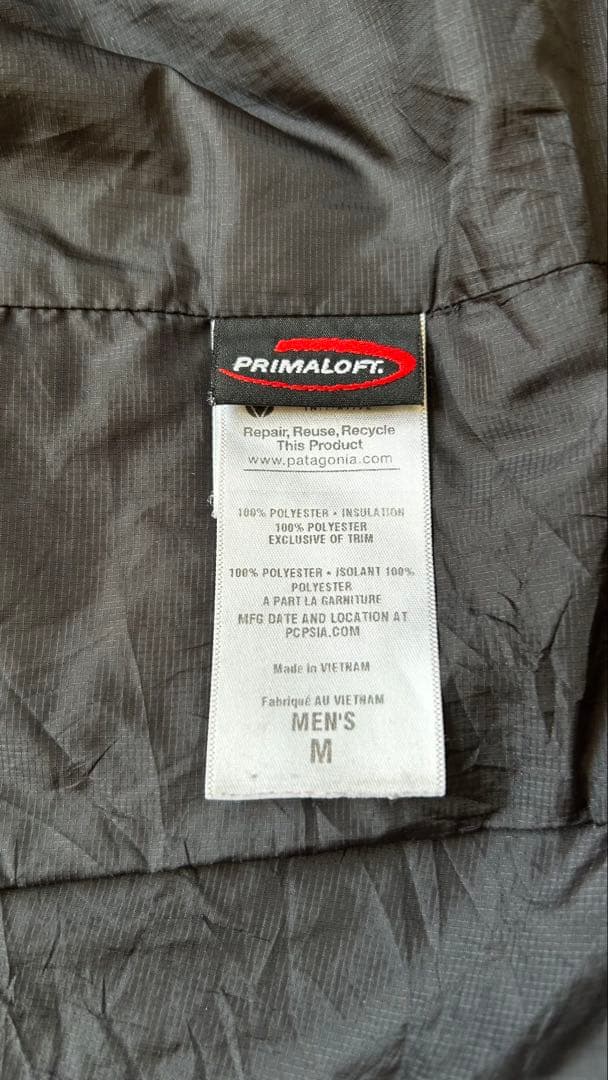 PRIMALOFT.
Repair, Reuse, Recycle
This Product
www.patagonia.com
100% POLYESTER • INSULATION
100% POLYESTER
EXCLUSIVE OF TRIM
100% POLYESTER • ISOLANT 100%
POLYESTER
A PART LA GARNITURE
MFG DATE AND LOCATION AT
PCPSIA.COM
Made in VIETNAM
Fabriqué AU VIETNAM
MEN'S
M